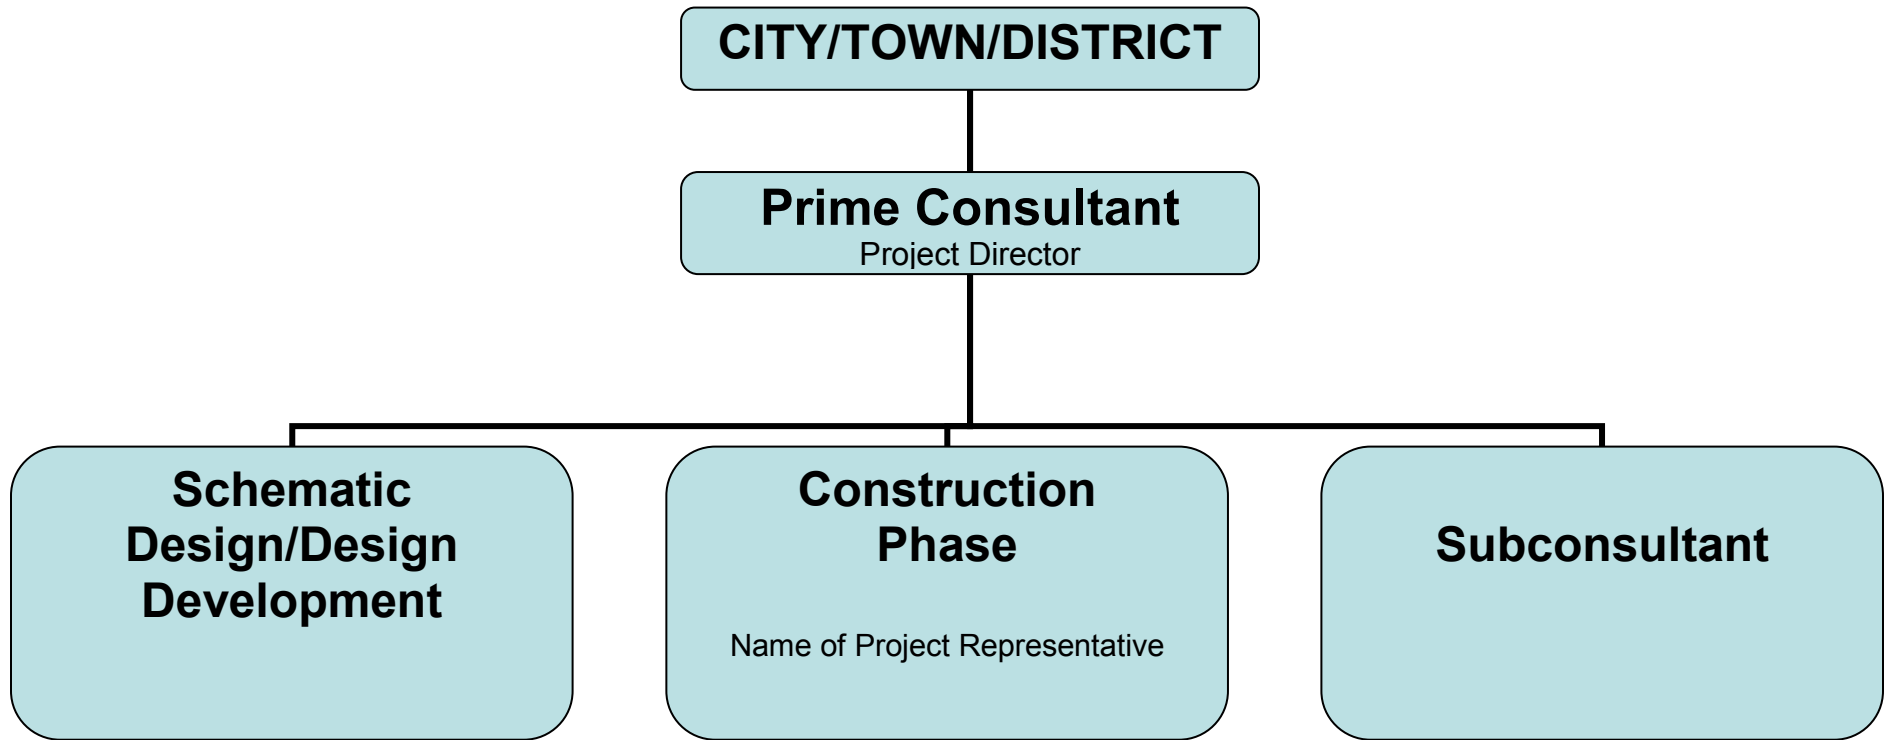 CITY/TOWN/DISTRICT
Prime Consultant
Project Director
Schematic
Design/Design
Development
Construction
Phase
Name of Project Representative
Subconsultant